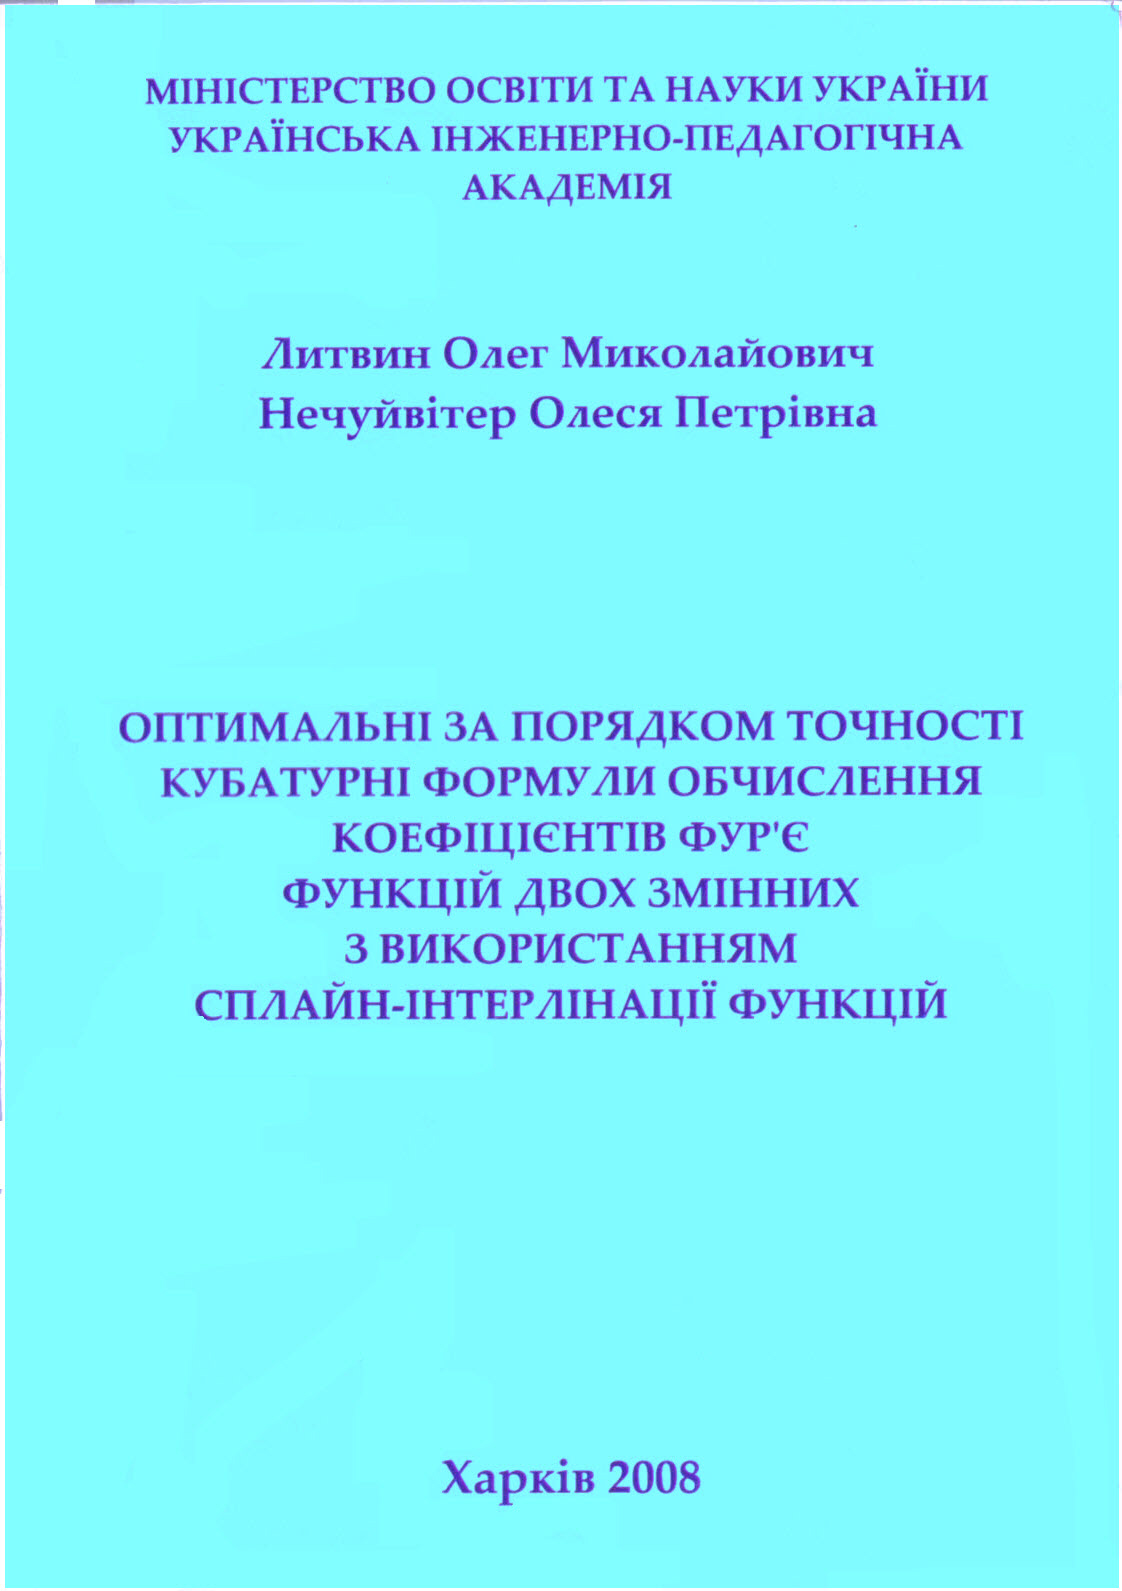 МІНІСТЕРСТВО ОСВІТИ ТА НАУКИ УКРАЇНИ
УКРАЇНСЬКА ІНЖЕНЕРНО-ПЕДАГОГІЧНА
АКАДЕМІЯ
Литвин Олег Миколайович
Нечуйвітер Олеся Петрівна
ОПТИМАЛЬНІ ЗА ПОРЯДКОМ ТОЧНОСТІ
КУБАТУРНІ ФОРМУЛИ ОБЧИСЛЕННЯ
КОЕФІЦІЄНТІВ ФУР'Є
ФУНКЦІЙ ДВОХ ЗМІННИХ
З ВИКОРИСТАННЯМ
СПЛАЙН-ІНТЕРЛІНАЦІЇ ФУНКЦІЙ
Харків 2008